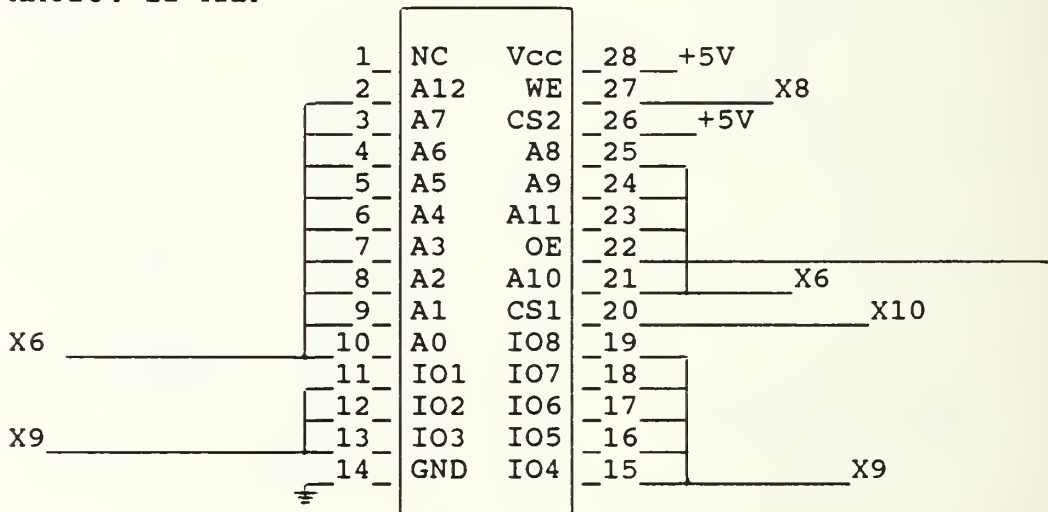 1 NC Vcc 28 +5V
2 A12 WE 27 X8
3 A7 CS2 26 +5V
4 A6 A8 25
5 A5 A9 24
6 A4 A11 23
7 A3 OE 22
8 A2 A10 21 X6
9 A1 CS1 20 X10
X6 10 A0 IO8 19
11 IO1 IO7 18
12 IO2 IO6 17
X9 13 IO3 IO5 16
14 GND IO4 15 X9